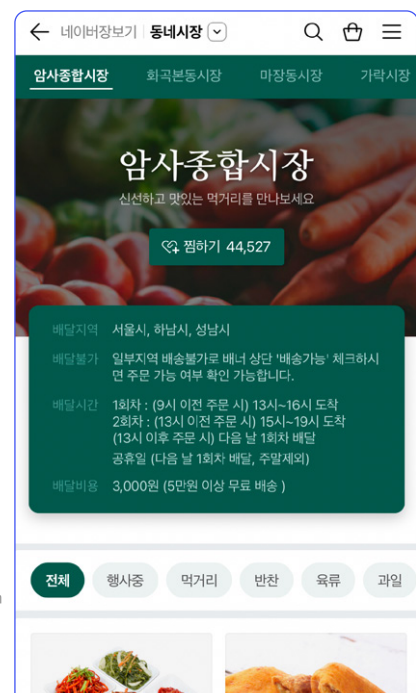 네이버장보기 동네시장
암사종합시장 화곡본동시장 마장동시장 가락시장
암사종합시장
신선하고 맛있는 먹거리를 만나보세요
찜하기 44,527
배달지역 서울시, 하남시, 성남시
배달불가 일부지역 배송불가로 배너 상단 '배송가능' 체크하시
면 주문 가능 여부 확인 가능합니다.
배달시간 1회차 : (9시 이전 주문 시) 13시~16시 도착
2회차 : (13시 이전 주문 시) 15시~19시 도착
(13시 이후 주문 시) 다음 날 1회차 배달
공휴일 (다음 날 1회차 배달, 주말제외)
배달비용 3,000원 (5만원 이상 무료 배송 )
전체 행사중 먹거리 반찬 육류 과일